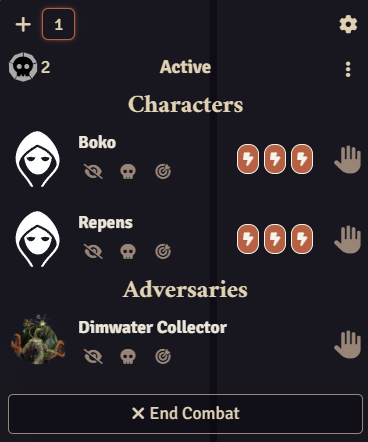 1
2
Active
Characters
Boko
Repens
Adversaries
Dimwater Collector
End Combat